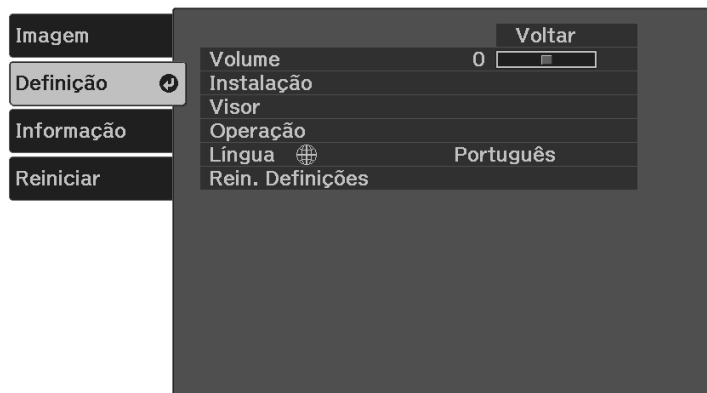 Imagem
Definição
Informação
Reiniciar
Voltar
Volume 0
Instalação
Visor
Operação
Língua Português
Rein. Definições